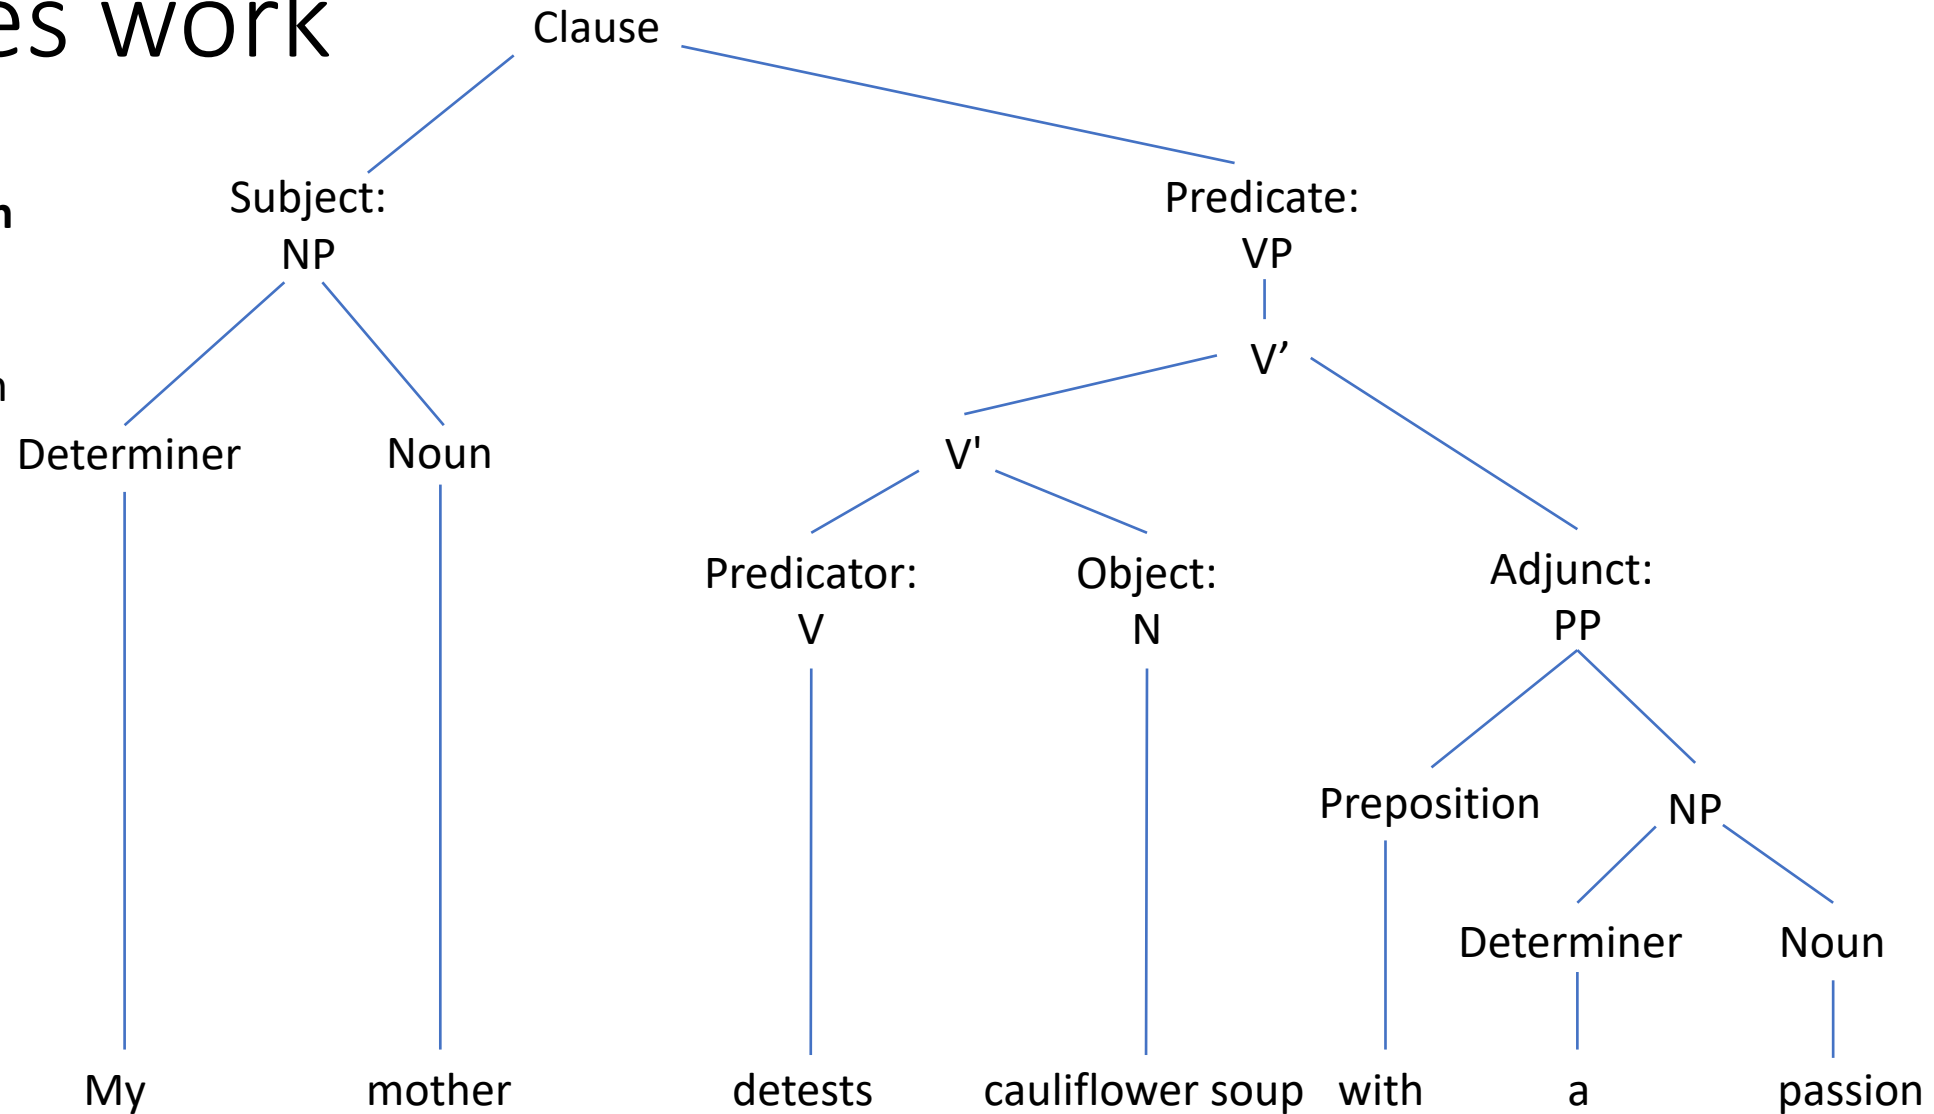 es work
Clause
Subject:
NP
Predicate:
VP
V’
Determiner
Noun
V'
Predicator:
V
Object:
N
Adjunct:
PP
Preposition
NP
Determiner
Noun
My mother detests cauliflower soup with a passion